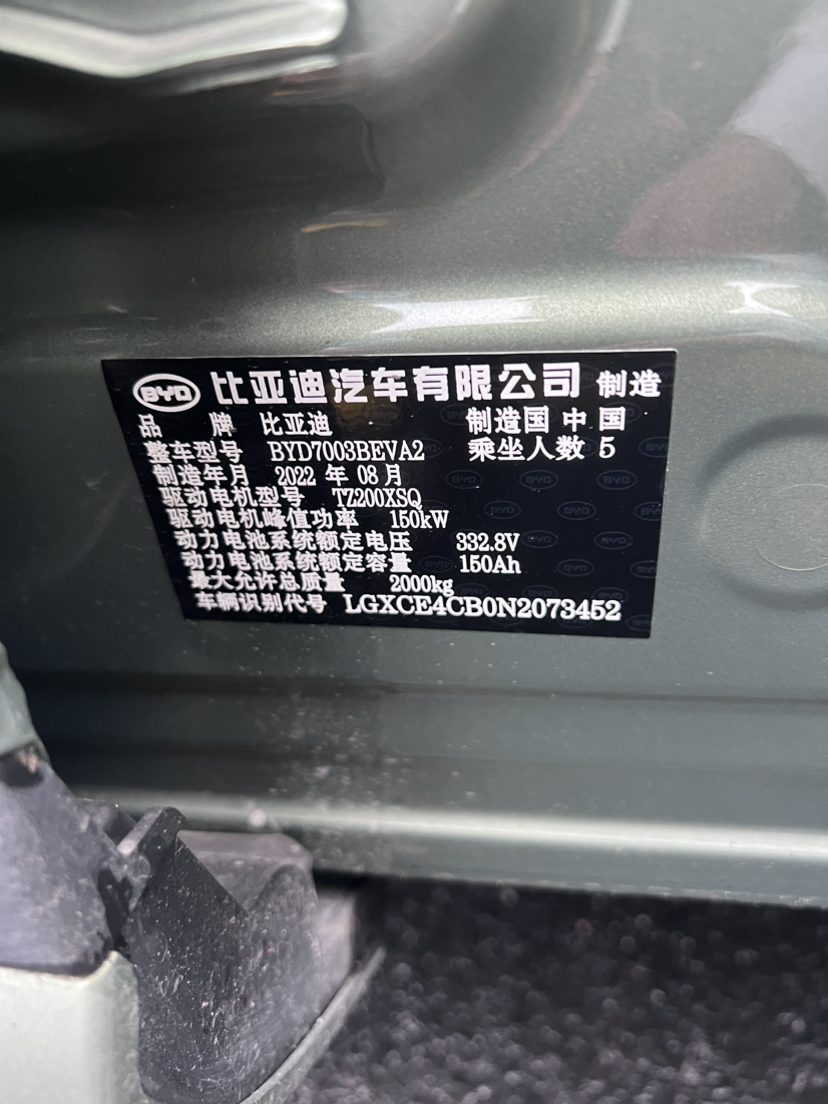 BYD 比亚迪汽车有限公司 制造
品 牌 比亚迪 制造国 中 国
整车型号 BYD7003BEVA2 乘坐人数 5
制造年月 2022 年 08 月
驱动电机型号 TZ200XSQ
驱动电机峰值功率 150kW
动力电池系统额定电压 332.8V
动力电池系统额定容量 150Ah
最大允许总质量 2000kg
车辆识别代号 LGXCE4CB0N2073452